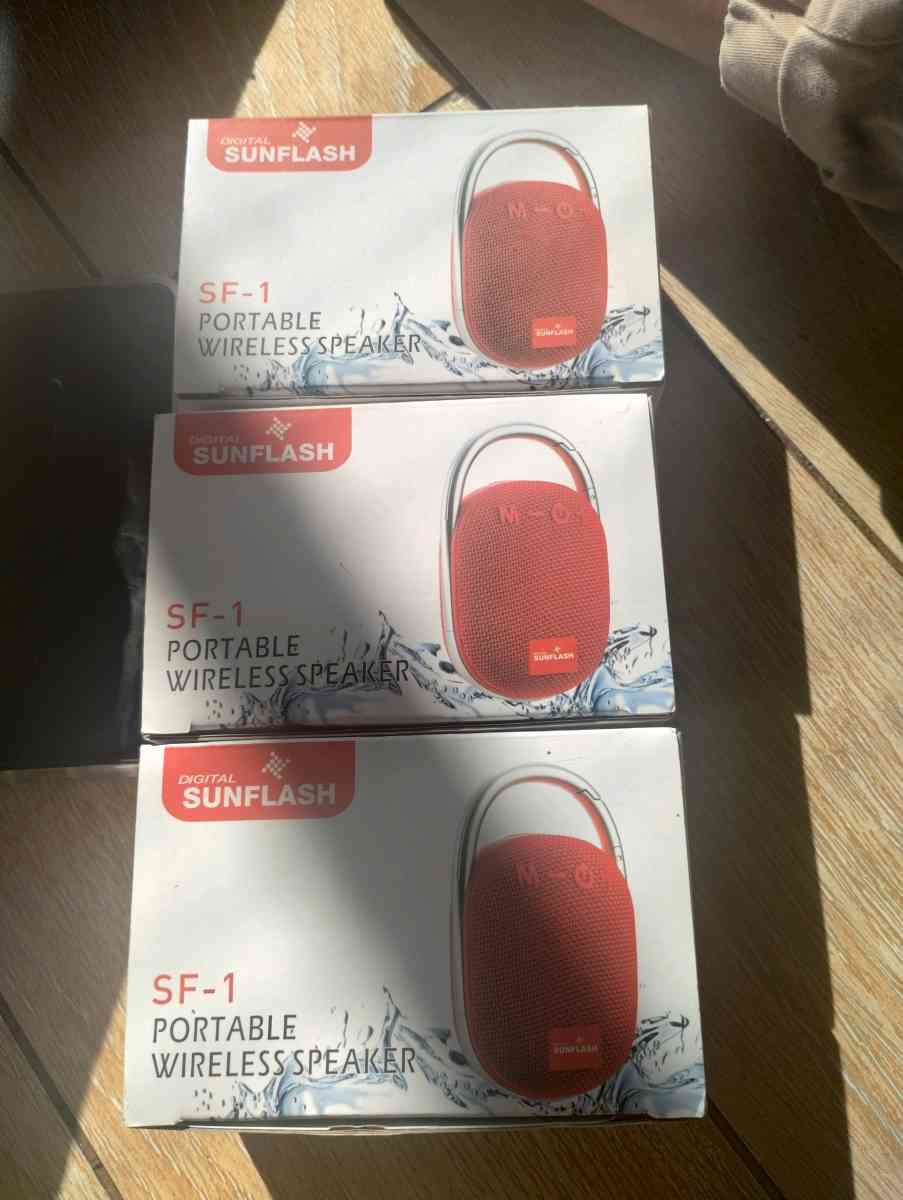 DIGITAL
SUNFLASH
M – ⏻
SF-1
PORTABLE
WIRELESS SPEAKER
SUNFLASH
DIGITAL
SUNFLASH
M – ⏻
SF-1
PORTABLE
WIRELESS SPEAKER
SUNFLASH
DIGITAL
SUNFLASH
M – ⏻
SF-1
PORTABLE
WIRELESS SPEAKER
SUNFLASH